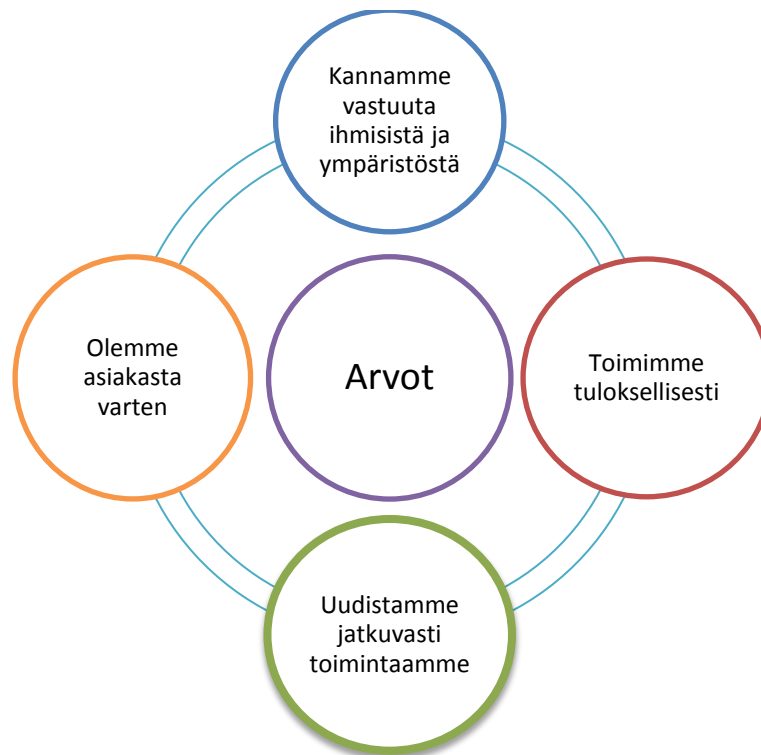 Kannamme
vastuuta
ihmisistä ja
ympäristöstä
Olemme
asiakasta
varten
Arvot
Toimimme
tuloksellisesti
Uudistamme
jatkuvasti
toimintaamme